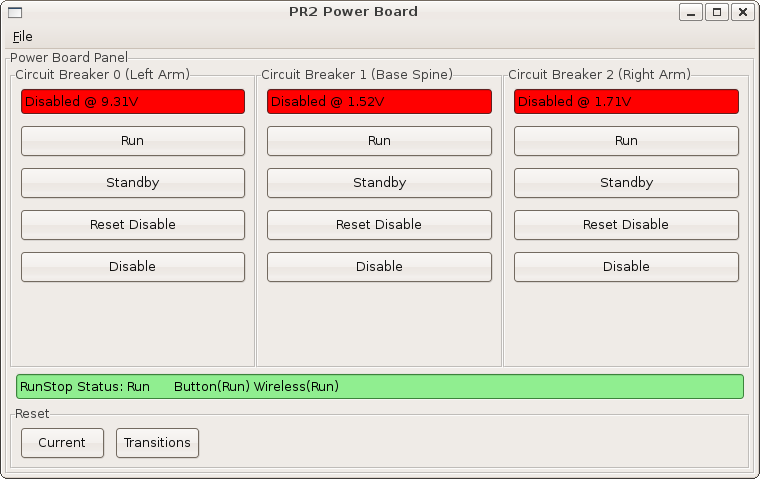 PR2 Power Board
File
Power Board Panel
Circuit Breaker 0 (Left Arm) Circuit Breaker 1 (Base Spine) Circuit Breaker 2 (Right Arm)
Disabled @ 9.31V Disabled @ 1.52V Disabled @ 1.71V
Run Run Run
Standby Standby Standby
Reset Disable Reset Disable Reset Disable
Disable Disable Disable
RunStop Status: Run Button(Run) Wireless(Run)
Reset
Current Transitions